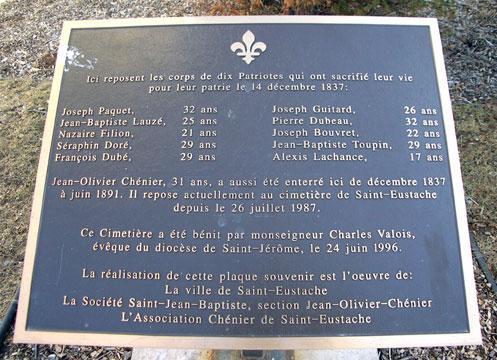 Ici reposent les corps de dix Patriotes qui ont sacrifié leur vie
pour leur patrie le 14 décembre 1837:
Joseph Paquet, 32 ans Joseph Guitard, 26 ans
Jean-Baptiste Lauzé, 25 ans Pierre Dubeau, 32 ans
Nazaire Filion, 21 ans Joseph Bouvret, 22 ans
Séraphin Doré, 29 ans Jean-Baptiste Toupin, 29 ans
François Dubé, 29 ans Alexis Lachance, 17 ans
Jean-Olivier Chénier, 31 ans, a aussi été enterré ici de décembre 1837
à juin 1891. Il repose actuellement au cimetière de Saint-Eustache
depuis le 26 juillet 1987.
Ce Cimetière a été bénit par monseigneur Charles Valois,
évêque du diocèse de Saint-Jérôme, le 24 juin 1996.
La réalisation de cette plaque souvenir est l'oeuvre de:
La ville de Saint-Eustache
La Société Saint-Jean-Baptiste, section Jean-Olivier-Chénier
L'Association Chénier de Saint-Eustache